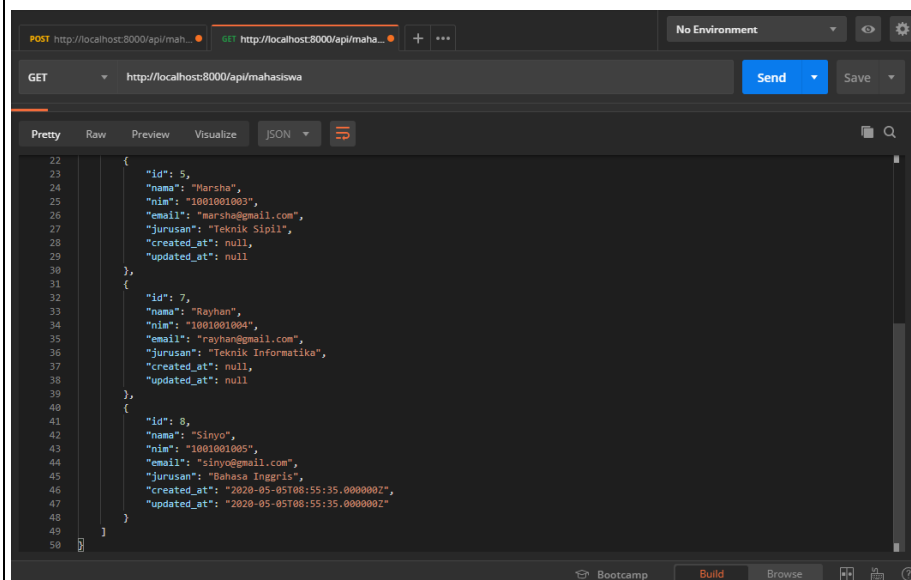 POST http://localhost:8000/api/mah...
GET http://localhost:8000/api/maha...
No Environment
GET http://localhost:8000/api/mahasiswa Send Save
Pretty Raw Preview Visualize JSON
22 {
23 "id": 5,
24 "nama": "Marsha",
25 "nim": "1001001003",
26 "email": "marsha@gmail.com",
27 "jurusan": "Teknik Sipil",
28 "created_at": null,
29 "updated_at": null
30 },
31 {
32 "id": 7,
33 "nama": "Rayhan",
34 "nim": "1001001004",
35 "email": "rayhan@gmail.com",
36 "jurusan": "Teknik Informatika",
37 "created_at": null,
38 "updated_at": null
39 },
40 {
41 "id": 8,
42 "nama": "Sinyo",
43 "nim": "1001001005",
44 "email": "sinyo@gmail.com",
45 "jurusan": "Bahasa Inggris",
46 "created_at": "2020-05-05T08:55:35.000000Z",
47 "updated_at": "2020-05-05T08:55:35.000000Z"
48 }
49 ]
50 }
Bootcamp Build Browse